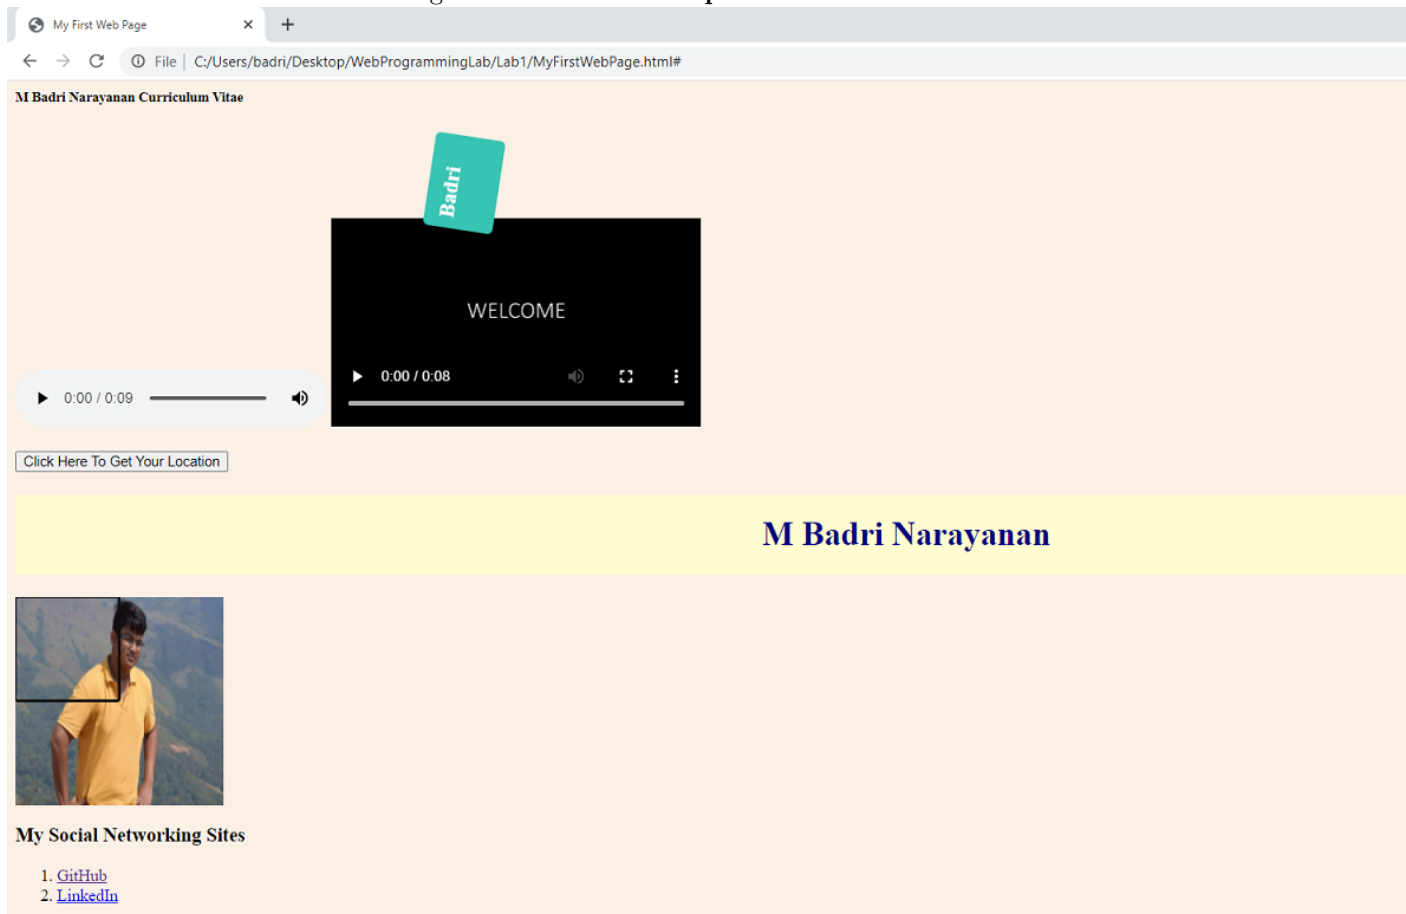 My First Web Page
File | C:/Users/badri/Desktop/WebProgrammingLab/Lab1/MyFirstWebPage.html#
M Badri Narayanan Curriculum Vitae
Badri
WELCOME
0:00 / 0:08
0:00 / 0:09
Click Here To Get Your Location
M Badri Narayanan
My Social Networking Sites
1. GitHub
2. LinkedIn